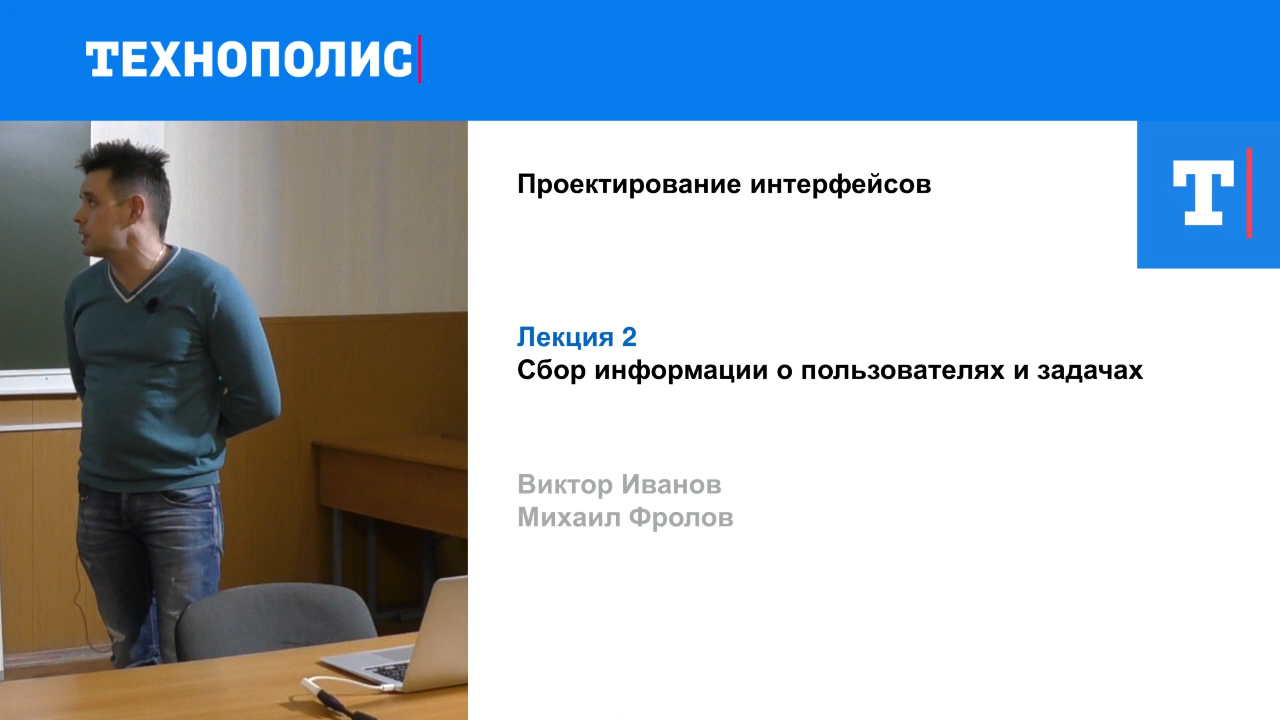 ТЕХНОПОЛИС
Проектирование интерфейсов
Т
Лекция 2
Сбор информации о пользователях и задачах
Виктор Иванов
Михаил Фролов